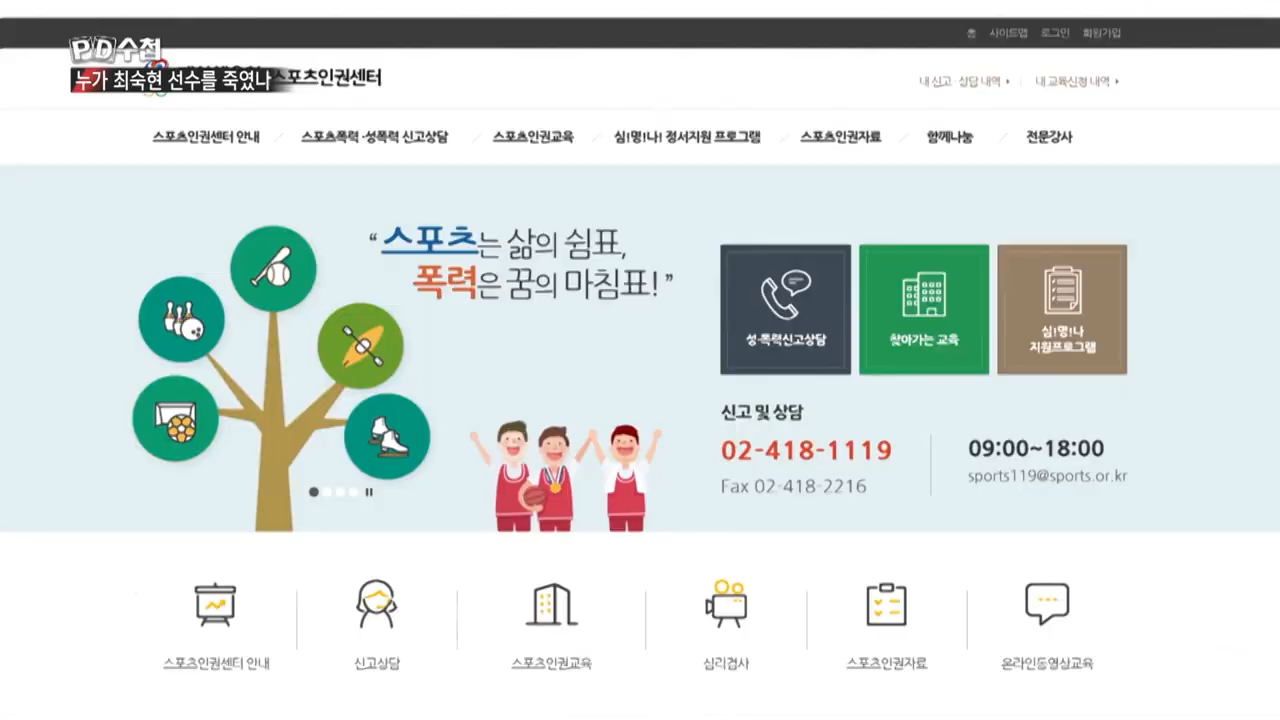 PD수첩
누가 최숙현 선수를 죽였나
스포츠인권센터
홈 사이트맵 로그인 회원가입
내 신고·상담 내역 내 교육신청 내역
스포츠인권센터 안내 스포츠폭력·성폭력 신고상담 스포츠인권교육 심!명!나! 정서지원 프로그램 스포츠인권자료 함께나눔 전문강사
“스포츠는 삶의 쉼표,
폭력은 꿈의 마침표!”
성·폭력신고상담
찾아가는 교육
심!명!나
지원프로그램
신고 및 상담
02-418-1119
Fax 02-418-2216
09:00~18:00
sports119@sports.or.kr
스포츠인권센터 안내 신고상담 스포츠인권교육 심리검사 스포츠인권자료 온라인동영상교육